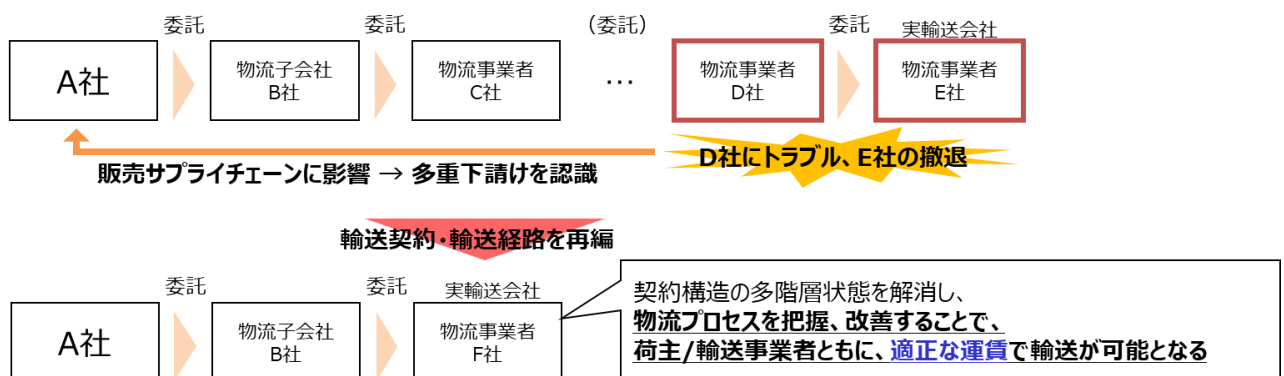 委託
委託
（委託）
委託
実輸送会社
A社
物流子会社
B社
物流事業者
C社
…
物流事業者
D社
物流事業者
E社
D社にトラブル、E社の撤退
販売サプライチェーンに影響 → 多重下請けを認識
輸送契約・輸送経路を再編
委託
委託
実輸送会社
A社
物流子会社
B社
物流事業者
F社
契約構造の多階層状態を解消し、
物流プロセスを把握、改善することで、
荷主/輸送事業者ともに、適正な運賃で輸送が可能となる